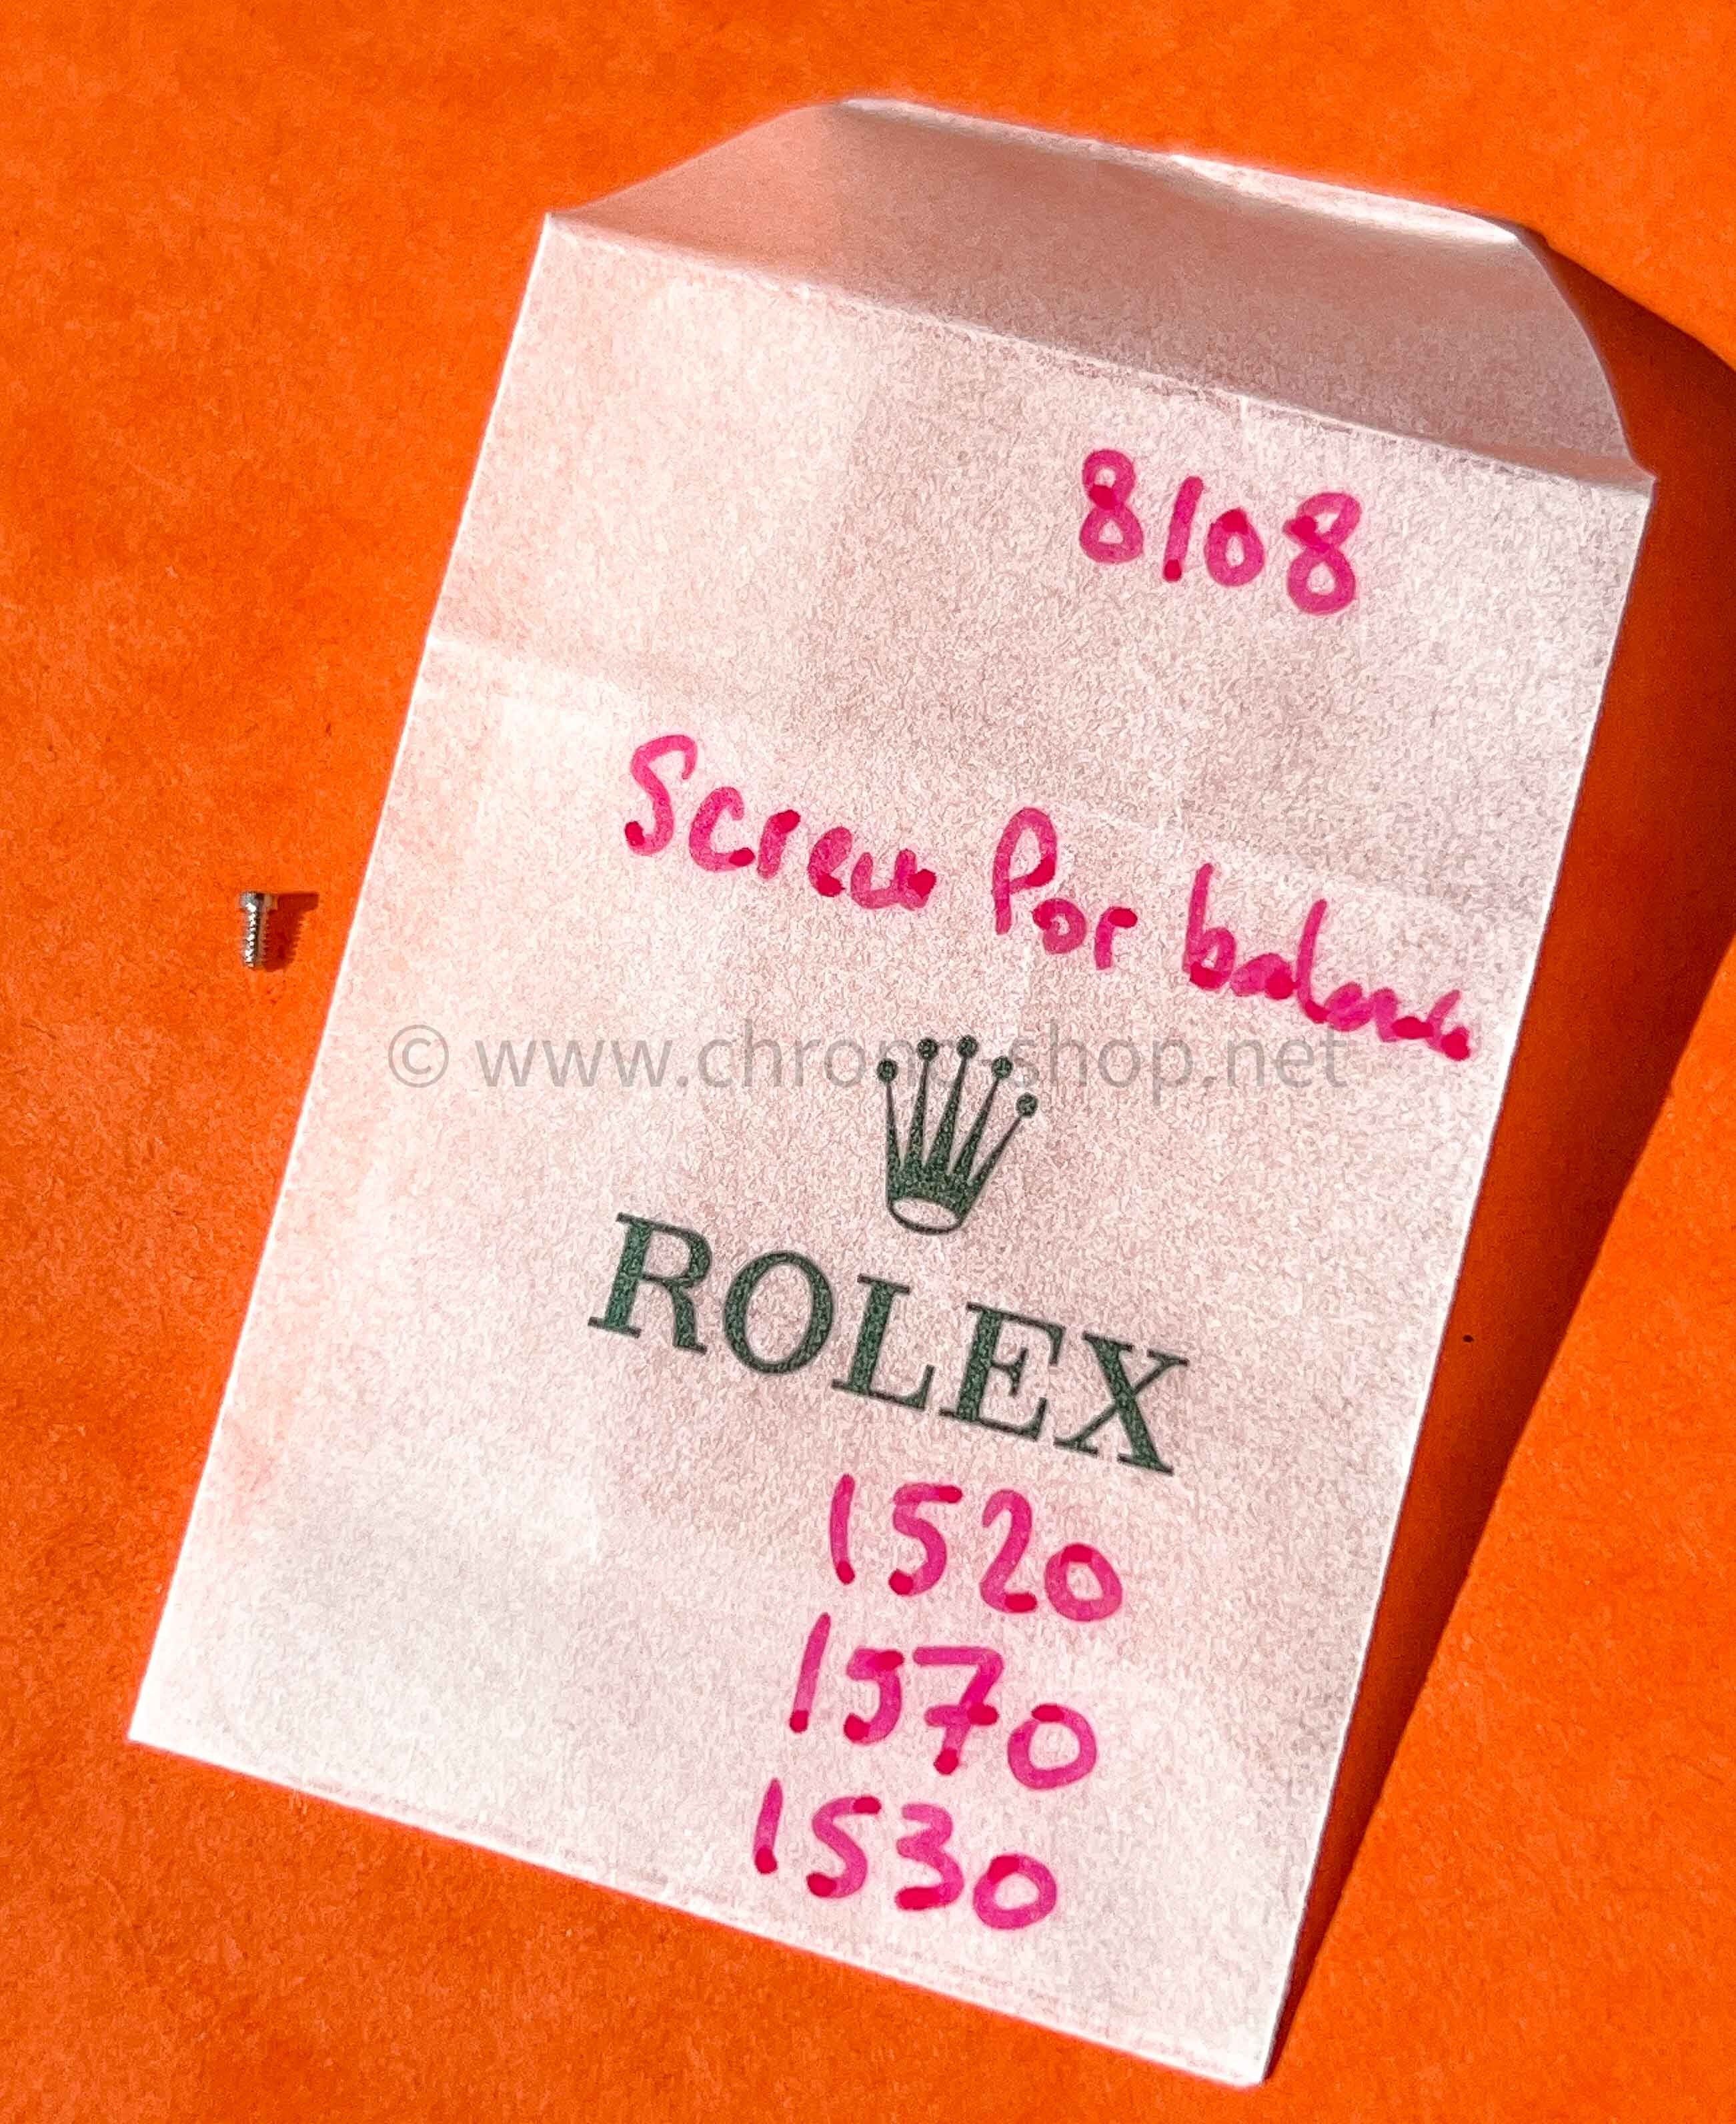 8108
Screw for balance
© www.chrono-shop.net
ROLEX
1520
1570
1530